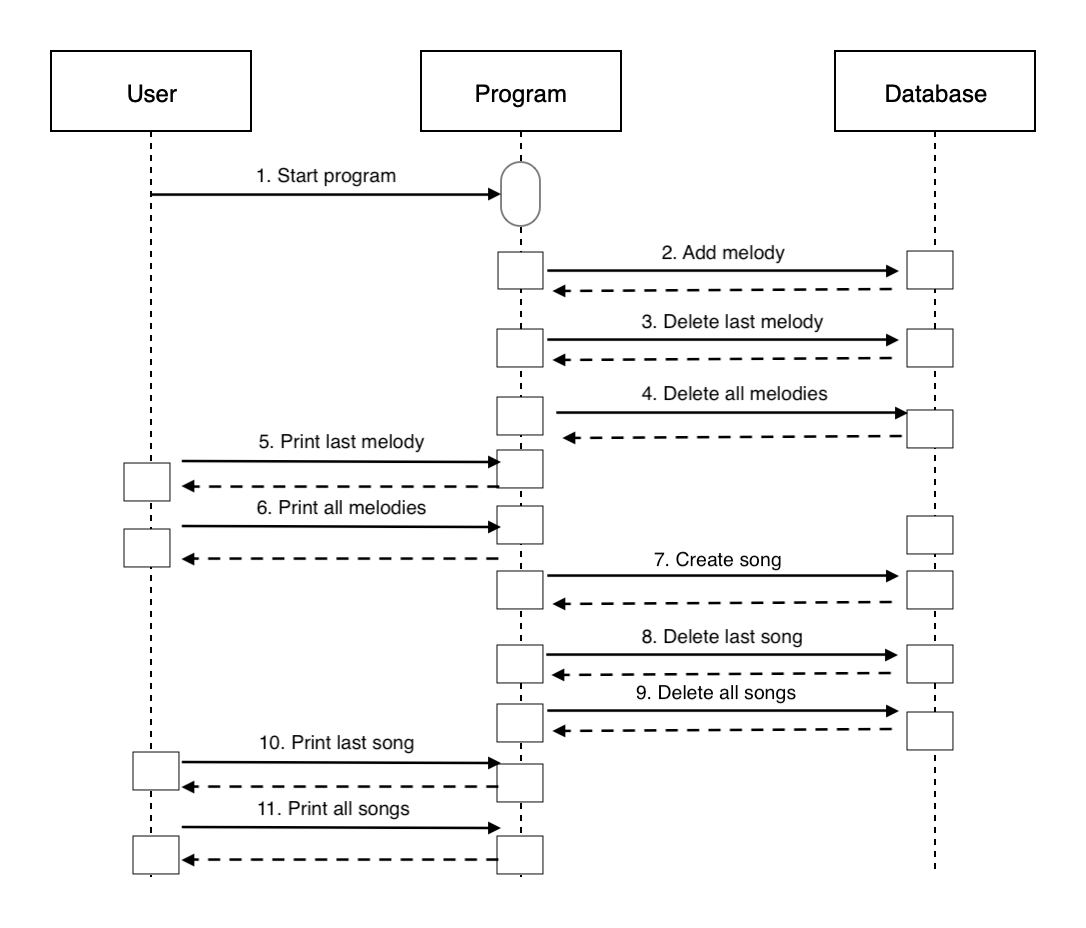 User
Program
Database
1. Start program
2. Add melody
3. Delete last melody
4. Delete all melodies
5. Print last melody
6. Print all melodies
7. Create song
8. Delete last song
9. Delete all songs
10. Print last song
11. Print all songs